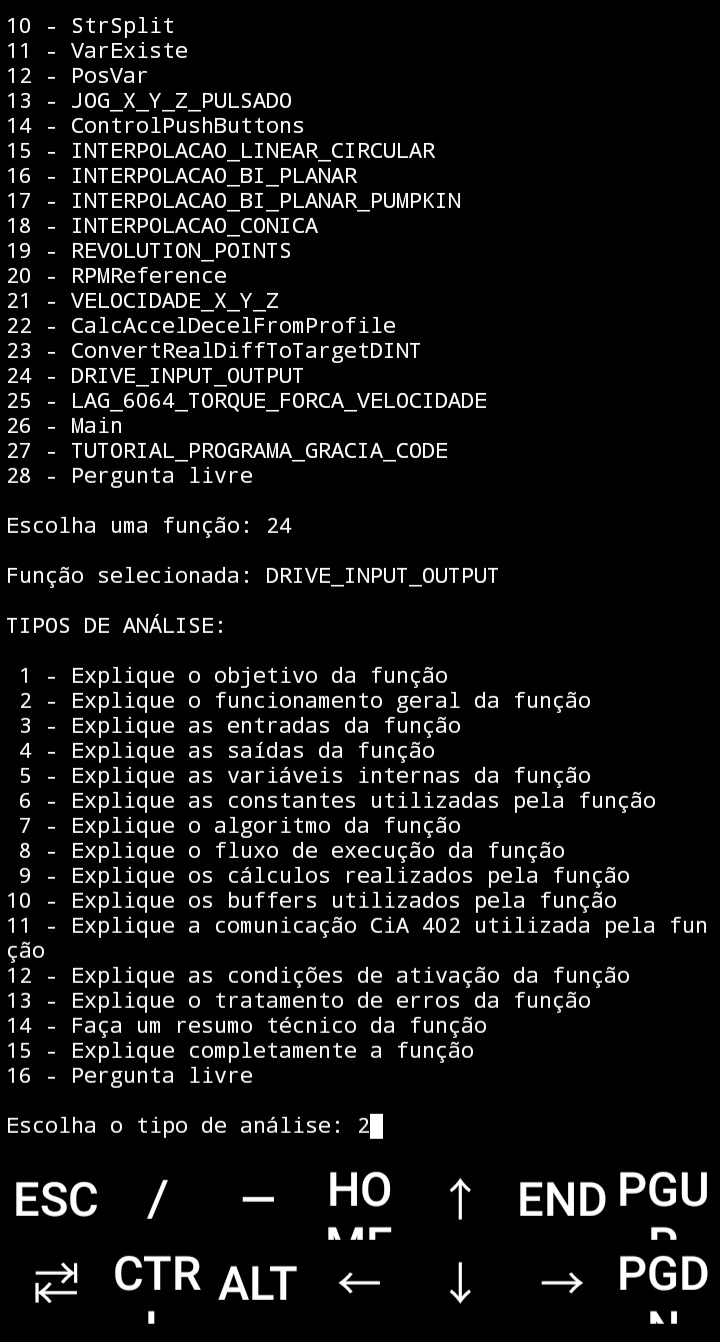 10 - StrSplit
11 - VarExiste
12 - PosVar
13 - JOG_X_Y_Z_PULSADO
14 - ControlPushButtons
15 - INTERPOLACAO_LINEAR_CIRCULAR
16 - INTERPOLACAO_BI_PLANAR
17 - INTERPOLACAO_BI_PLANAR_PUMPKIN
18 - INTERPOLACAO_CONICA
19 - REVOLUTION_POINTS
20 - RPMReference
21 - VELOCIDADE_X_Y_Z
22 - CalcAccelDecelFromProfile
23 - ConvertRealDiffToTargetDINT
24 - DRIVE_INPUT_OUTPUT
25 - LAG_6064_TORQUE_FORCA_VELOCIDADE
26 - Main
27 - TUTORIAL_PROGRAMA_GRACIA_CODE
28 - Pergunta livre
Escolha uma função: 24
Função selecionada: DRIVE_INPUT_OUTPUT
TIPOS DE ANÁLISE:
1 - Explique o objetivo da função
2 - Explique o funcionamento geral da função
3 - Explique as entradas da função
4 - Explique as saídas da função
5 - Explique as variáveis internas da função
6 - Explique as constantes utilizadas pela função
7 - Explique o algoritmo da função
8 - Explique o fluxo de execução da função
9 - Explique os cálculos realizados pela função
10 - Explique os buffers utilizados pela função
11 - Explique a comunicação CiA 402 utilizada pela fun
ção
12 - Explique as condições de ativação da função
13 - Explique o tratamento de erros da função
14 - Faça um resumo técnico da função
15 - Explique completamente a função
16 - Pergunta livre
Escolha o tipo de análise: 2
ESC / — HO ↑ END PGU
ME P
⇄ CTR ALT ← ↓ → PGD
L N